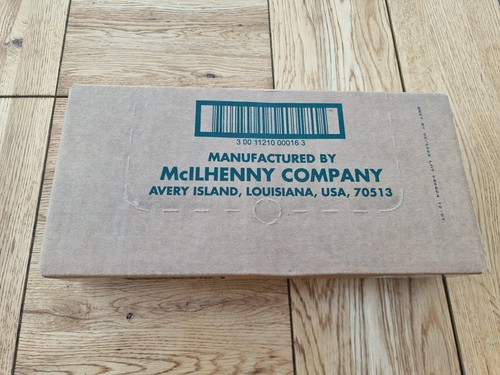 3 00 11210 00016 3
MANUFACTURED BY
McILHENNY COMPANY
AVERY ISLAND, LOUISIANA, USA, 70513